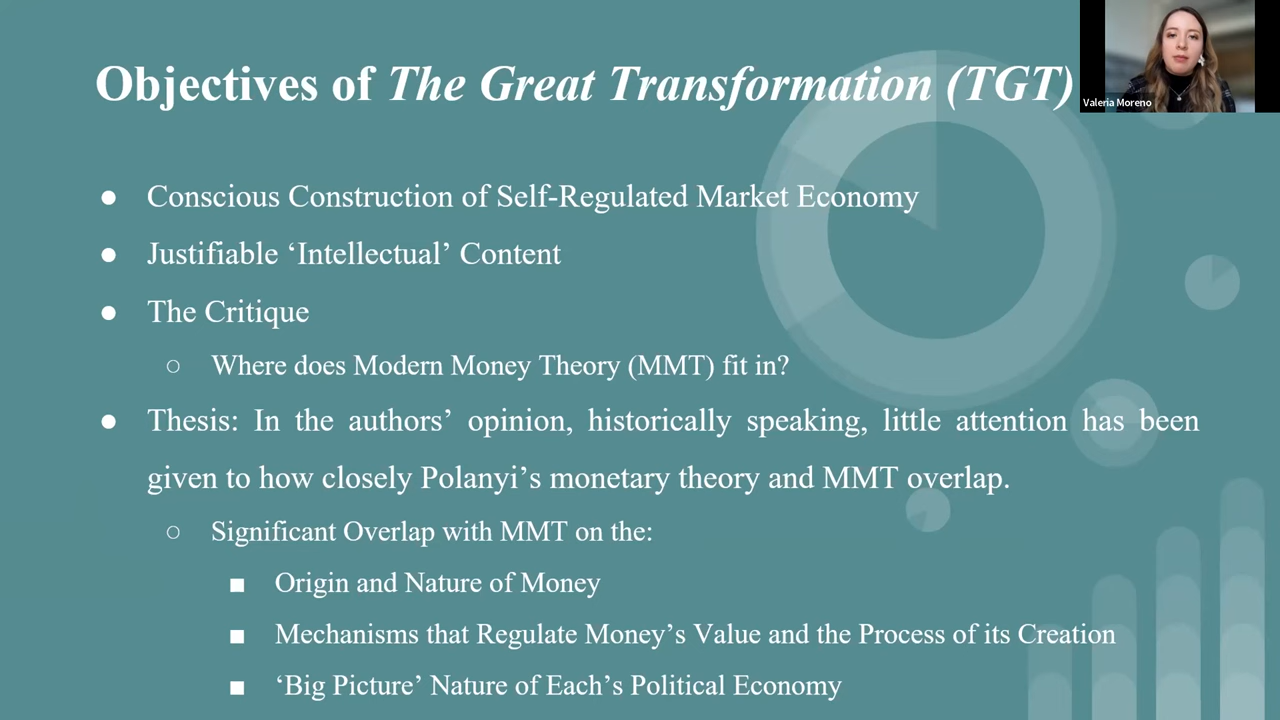 Objectives of The Great Transformation (TGT)
Valeria Moreno
● Conscious Construction of Self-Regulated Market Economy
● Justifiable ‘Intellectual’ Content
● The Critique
○ Where does Modern Money Theory (MMT) fit in?
● Thesis: In the authors’ opinion, historically speaking, little attention has been
given to how closely Polanyi’s monetary theory and MMT overlap.
○ Significant Overlap with MMT on the:
■ Origin and Nature of Money
■ Mechanisms that Regulate Money’s Value and the Process of its Creation
■ ‘Big Picture’ Nature of Each’s Political Economy